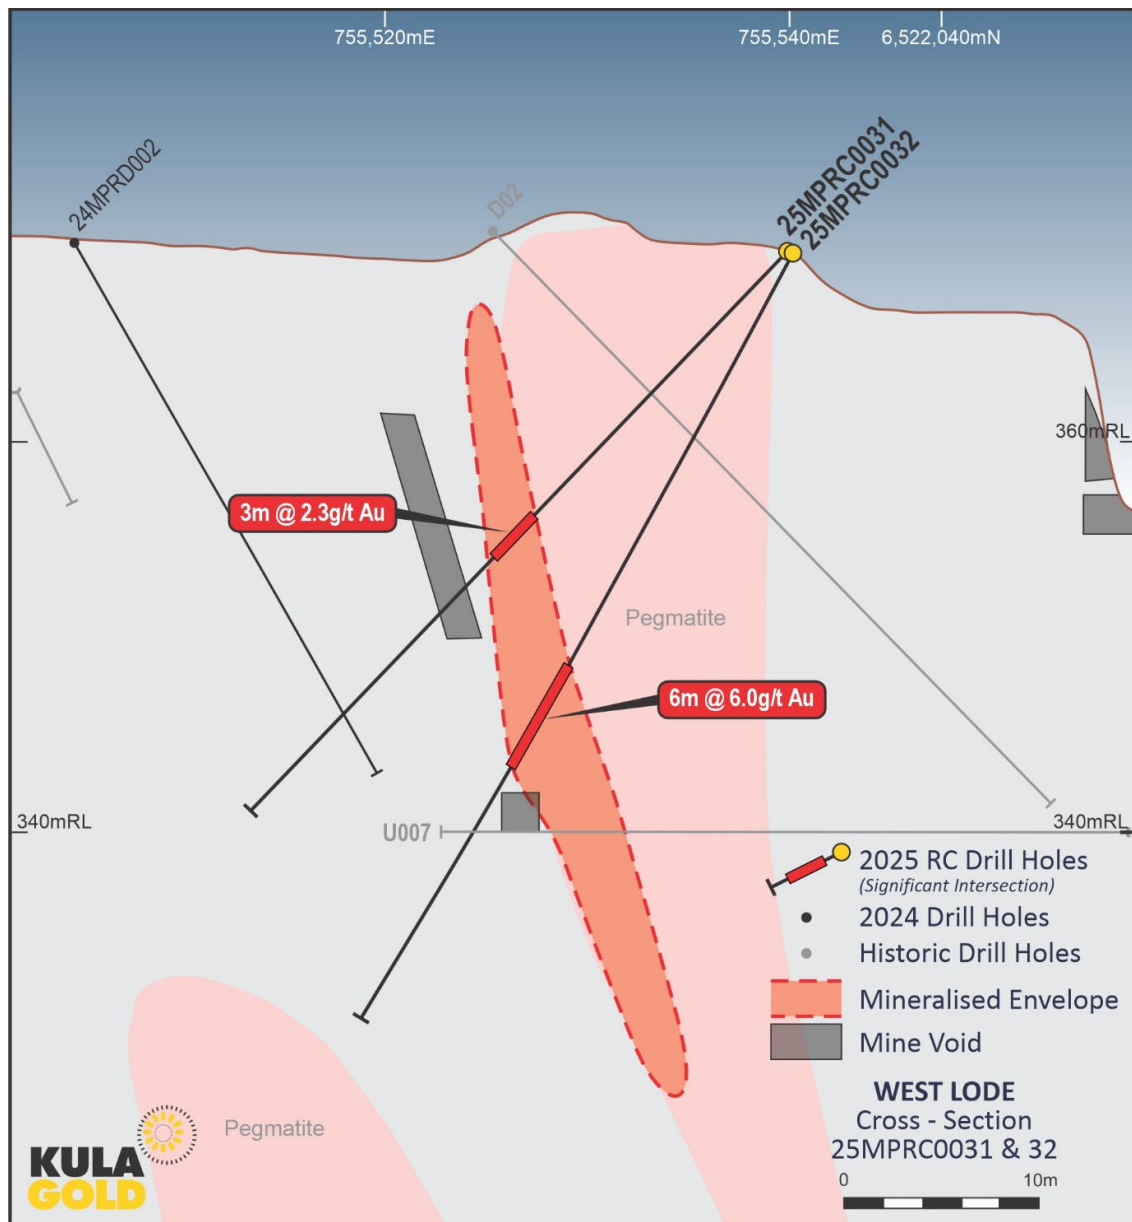 755,520mE
755,540mE
6,522,040mN
24MPRD002
D02
25MPRC0031
25MPRC0032
360mRL
3m @ 2.3g/t Au
Pegmatite
6m @ 6.0g/t Au
340mRL
U007
340mRL
2025 RC Drill Holes
(Significant Intersection)
2024 Drill Holes
Historic Drill Holes
Mineralised Envelope
Mine Void
WEST LODE
Cross - Section
25MPRC0031 & 32
0 10m
Pegmatite
KULA
GOLD